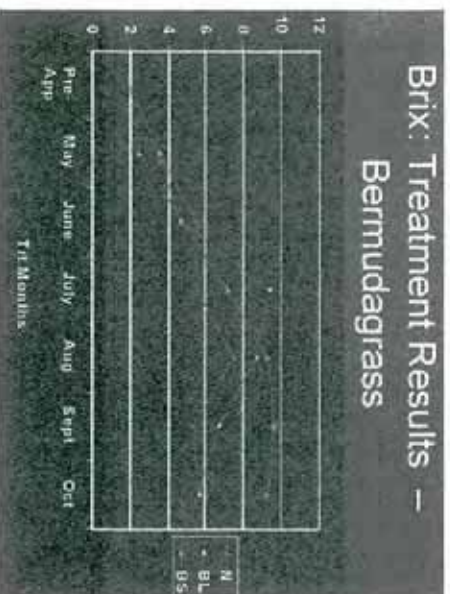 Brix: Treatment Results –
Bermudagrass
12
10
8
6
4
2
0
Pre-App May June July Aug Sept Oct
Trt Months
N
BL
BS